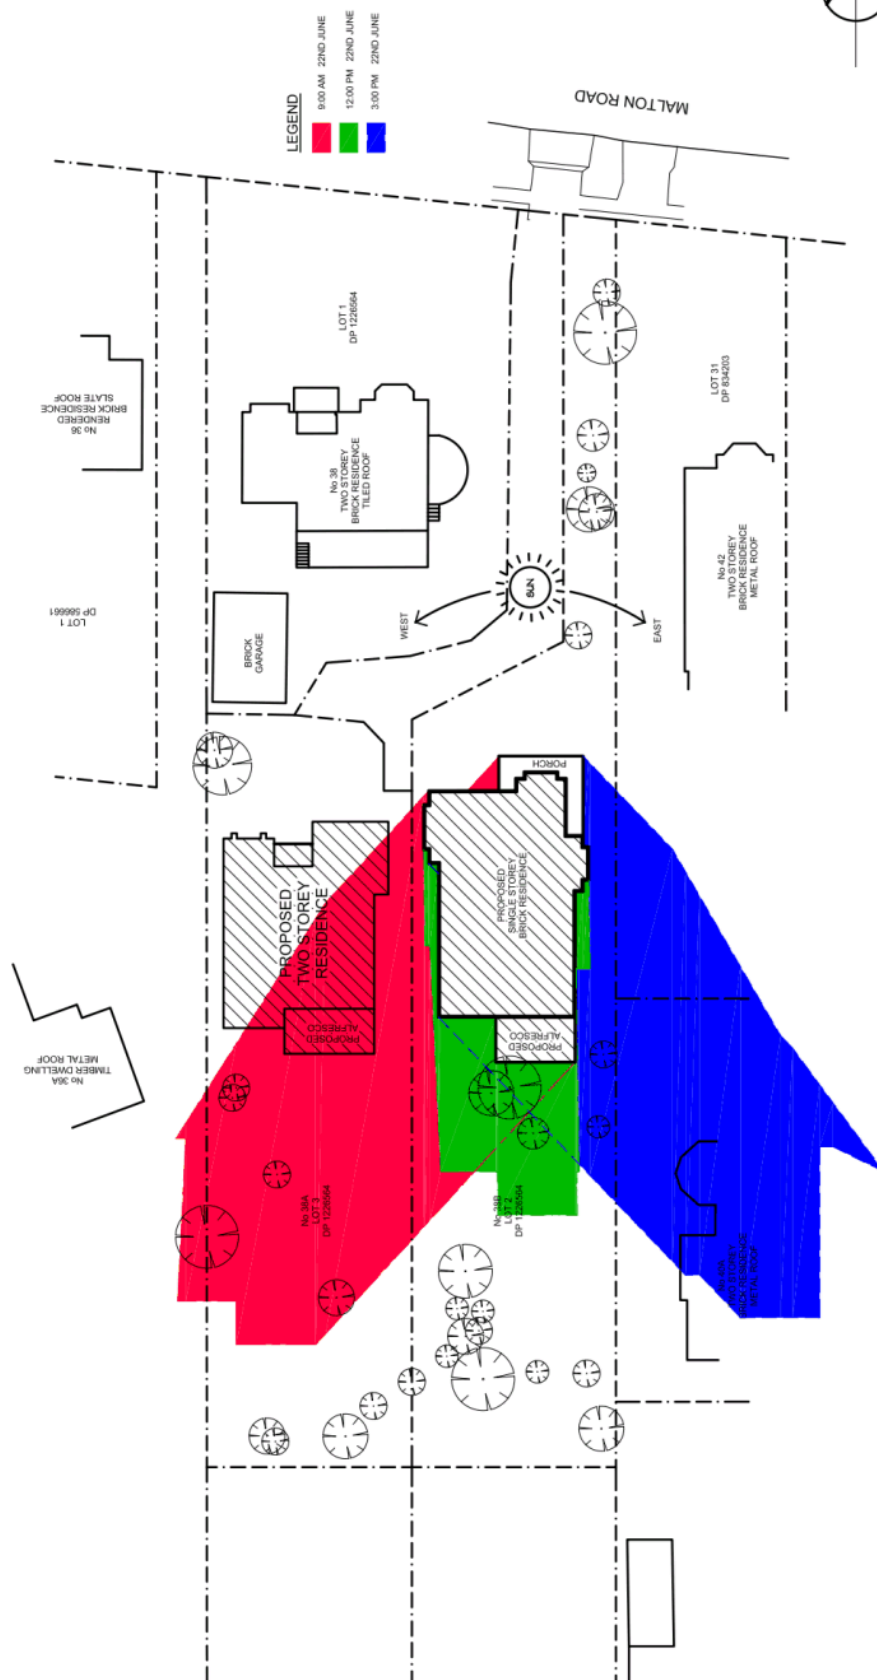 LEGEND
9:00 AM 22ND JUNE
12:00 PM 22ND JUNE
3:00 PM 22ND JUNE
MALTON ROAD
LOT 1
DP 1226564
No 36
RENDERED
BRICK RESIDENCE
SLATE ROOF
LOT 31
DP 834203
No 38
TWO STOREY
BRICK RESIDENCE
TILED ROOF
No 42
TWO STOREY
BRICK RESIDENCE
METAL ROOF
LOT 1
DP 566661
SUN
WEST
EAST
BRICK
GARAGE
PORCH
PROPOSED
TWO STOREY
RESIDENCE
PROPOSED
SINGLE STOREY
BRICK RESIDENCE
PROPOSED
ALFRESCO
PROPOSED
ALFRESCO
No 36A
TIMBER DWELLING
METAL ROOF
No 38A
LOT 3
DP 1226564
No 38B
LOT 2
DP 1226564
No 40A
TWO STOREY
BRICK RESIDENCE
METAL ROOF